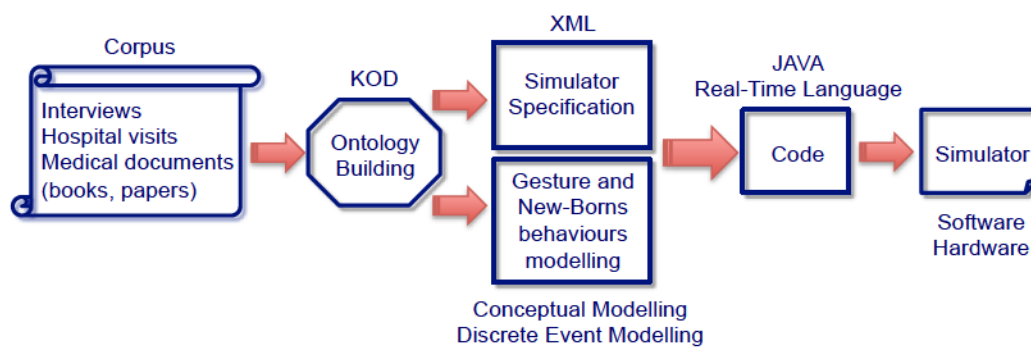 Corpus
Interviews
Hospital visits
Medical documents
(books, papers)
KOD
Ontology
Building
XML
Simulator
Specification
Gesture and
New-Borns
behaviours
modelling
Conceptual Modelling
Discrete Event Modelling
JAVA
Real-Time Language
Code
Simulator
Software
Hardware